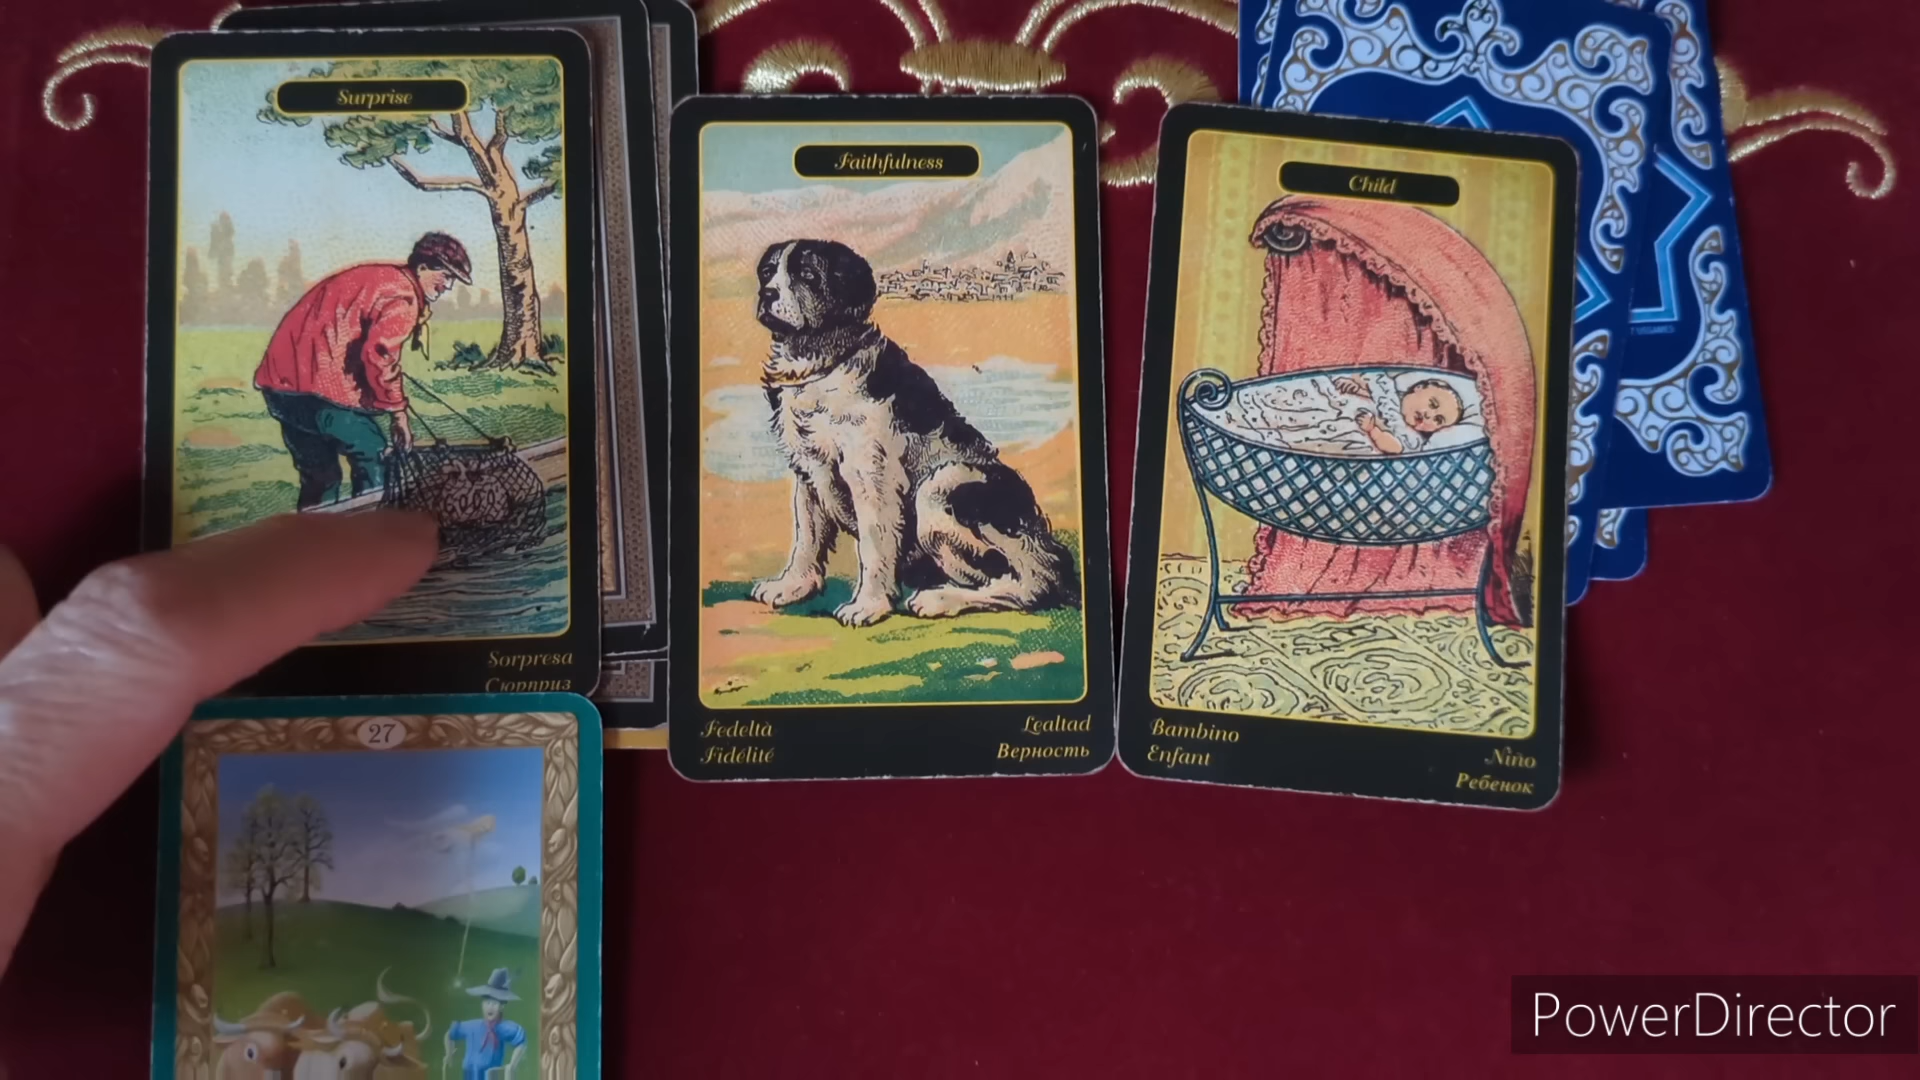 Surprise
Sorpresa
Сюрприз
Faithfulness
Fedeltà
Lealtad
Fidélité
Верность
Child
Bambino
Niño
Enfant
Ребенок
27
PowerDirector